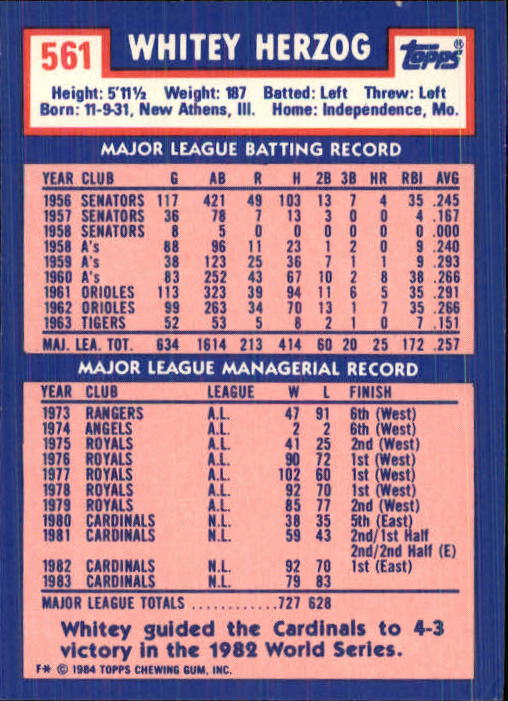 561 WHITEY HERZOG Topps®
Height: 5'11½ Weight: 187 Batted: Left Threw: Left
Born: 11-9-31, New Athens, Ill. Home: Independence, Mo.
MAJOR LEAGUE BATTING RECORD
YEAR CLUB G AB R H 2B 3B HR RBI AVG
1956 SENATORS 117 421 49 103 13 7 4 35 .245
1957 SENATORS 36 78 7 13 3 0 0 4 .167
1958 SENATORS 8 5 0 0 0 0 0 0 .000
1958 A's 88 96 11 23 1 2 0 9 .240
1959 A's 38 123 25 36 7 1 1 9 .293
1960 A's 83 252 43 67 10 2 8 38 .266
1961 ORIOLES 113 323 39 94 11 6 5 35 .291
1962 ORIOLES 99 263 34 70 13 1 7 35 .266
1963 TIGERS 52 53 5 8 2 1 0 7 .151
MAJ. LEA. TOT. 634 1614 213 414 60 20 25 172 .257
MAJOR LEAGUE MANAGERIAL RECORD
YEAR CLUB LEAGUE W L FINISH
1973 RANGERS A.L. 47 91 6th (West)
1974 ANGELS A.L. 2 2 6th (West)
1975 ROYALS A.L. 41 25 2nd (West)
1976 ROYALS A.L. 90 72 1st (West)
1977 ROYALS A.L. 102 60 1st (West)
1978 ROYALS A.L. 92 70 1st (West)
1979 ROYALS A.L. 85 77 2nd (West)
1980 CARDINALS N.L. 38 35 5th (East)
1981 CARDINALS N.L. 59 43 2nd/1st Half
2nd/2nd Half (E)
1982 CARDINALS N.L. 92 70 1st (East)
1983 CARDINALS N.L. 79 83
MAJOR LEAGUE TOTALS ............727 628
Whitey guided the Cardinals to 4-3
victory in the 1982 World Series.
F* © 1984 TOPPS CHEWING GUM, INC.